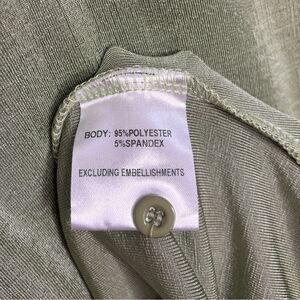 BODY: 95%POLYESTER
5%SPANDEX
EXCLUDING EMBELLISHMENTS